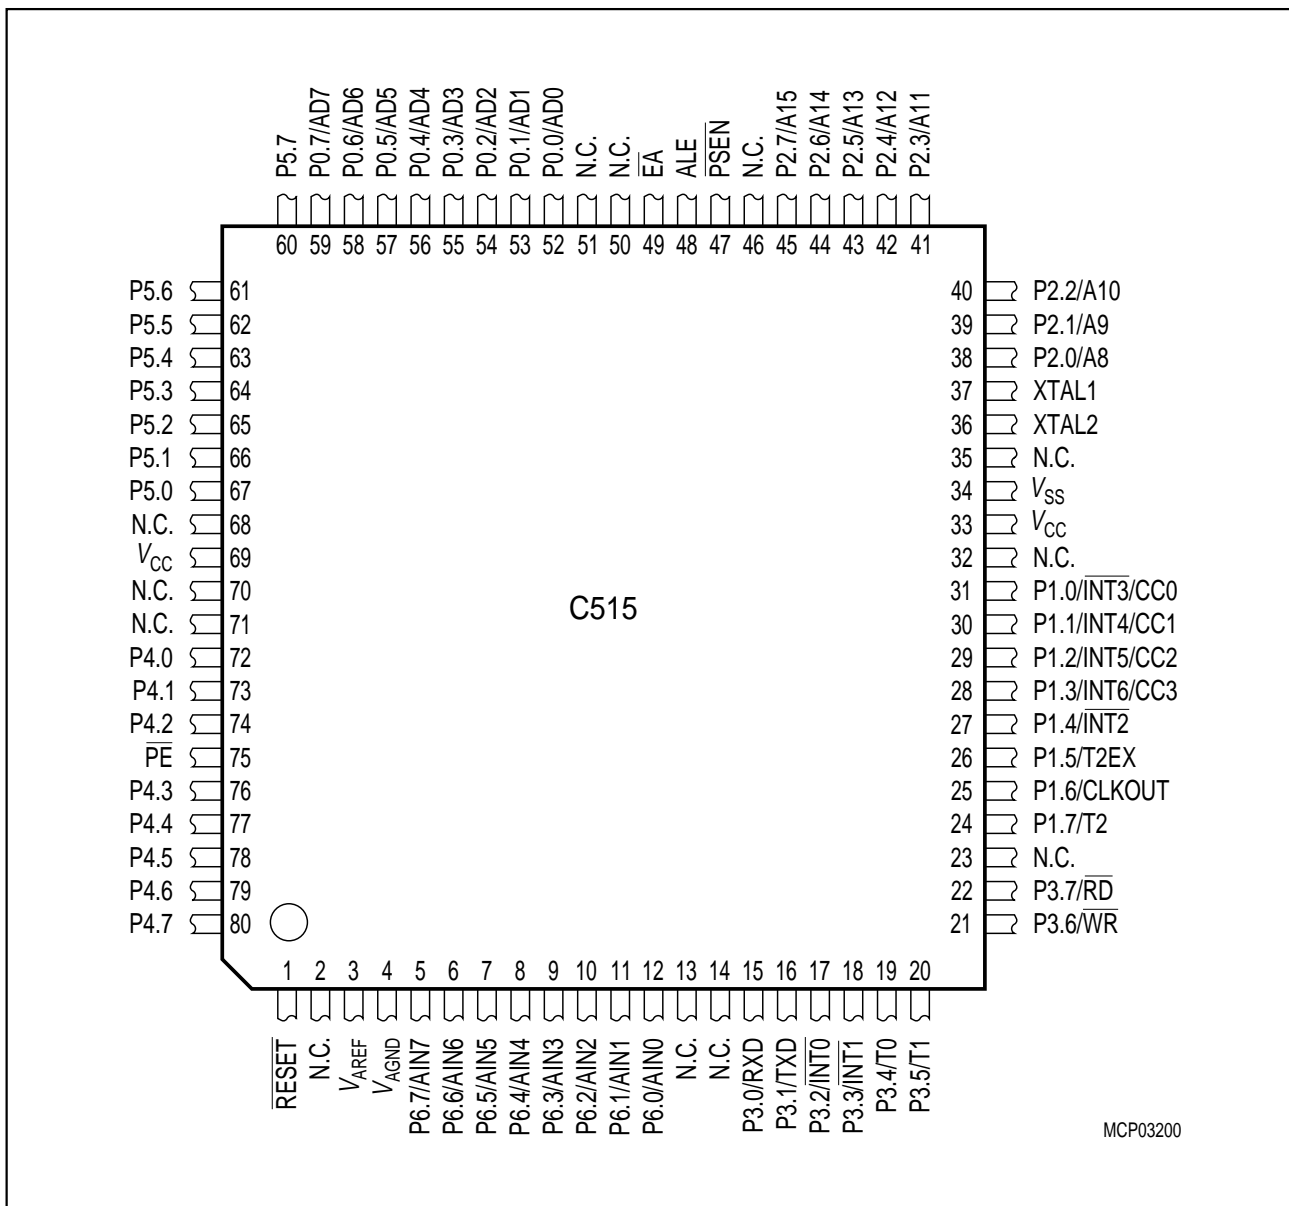 P5.7
P0.7/AD7
P0.6/AD6
P0.5/AD5
P0.4/AD4
P0.3/AD3
P0.2/AD2
P0.1/AD1
P0.0/AD0
N.C.
N.C.
E̅A̅
ALE
P̅S̅E̅N̅
N.C.
P2.7/A15
P2.6/A14
P2.5/A13
P2.4/A12
P2.3/A11
60 59 58 57 56 55 54 53 52 51 50 49 48 47 46 45 44 43 42 41
P5.6 61 40 P2.2/A10
P5.5 62 39 P2.1/A9
P5.4 63 38 P2.0/A8
P5.3 64 37 XTAL1
P5.2 65 36 XTAL2
P5.1 66 35 N.C.
P5.0 67 34 VSS
N.C. 68 33 VCC
VCC 69 32 N.C.
N.C. 70 31 P1.0/I̅N̅T̅3̅/CC0
N.C. 71 30 P1.1/INT4/CC1
P4.0 72 29 P1.2/INT5/CC2
P4.1 73 28 P1.3/INT6/CC3
P4.2 74 27 P1.4/I̅N̅T̅2̅
P̅E̅ 75 26 P1.5/T2EX
P4.3 76 25 P1.6/CLKOUT
P4.4 77 24 P1.7/T2
P4.5 78 23 N.C.
P4.6 79 22 P3.7/R̅D̅
P4.7 80 21 P3.6/W̅R̅
C515
1 2 3 4 5 6 7 8 9 10 11 12 13 14 15 16 17 18 19 20
R̅E̅S̅E̅T̅
N.C.
VAREF
VAGND
P6.7/AIN7
P6.6/AIN6
P6.5/AIN5
P6.4/AIN4
P6.3/AIN3
P6.2/AIN2
P6.1/AIN1
P6.0/AIN0
N.C.
N.C.
P3.0/RXD
P3.1/TXD
P3.2/I̅N̅T̅0̅
P3.3/I̅N̅T̅1̅
P3.4/T0
P3.5/T1
MCP03200